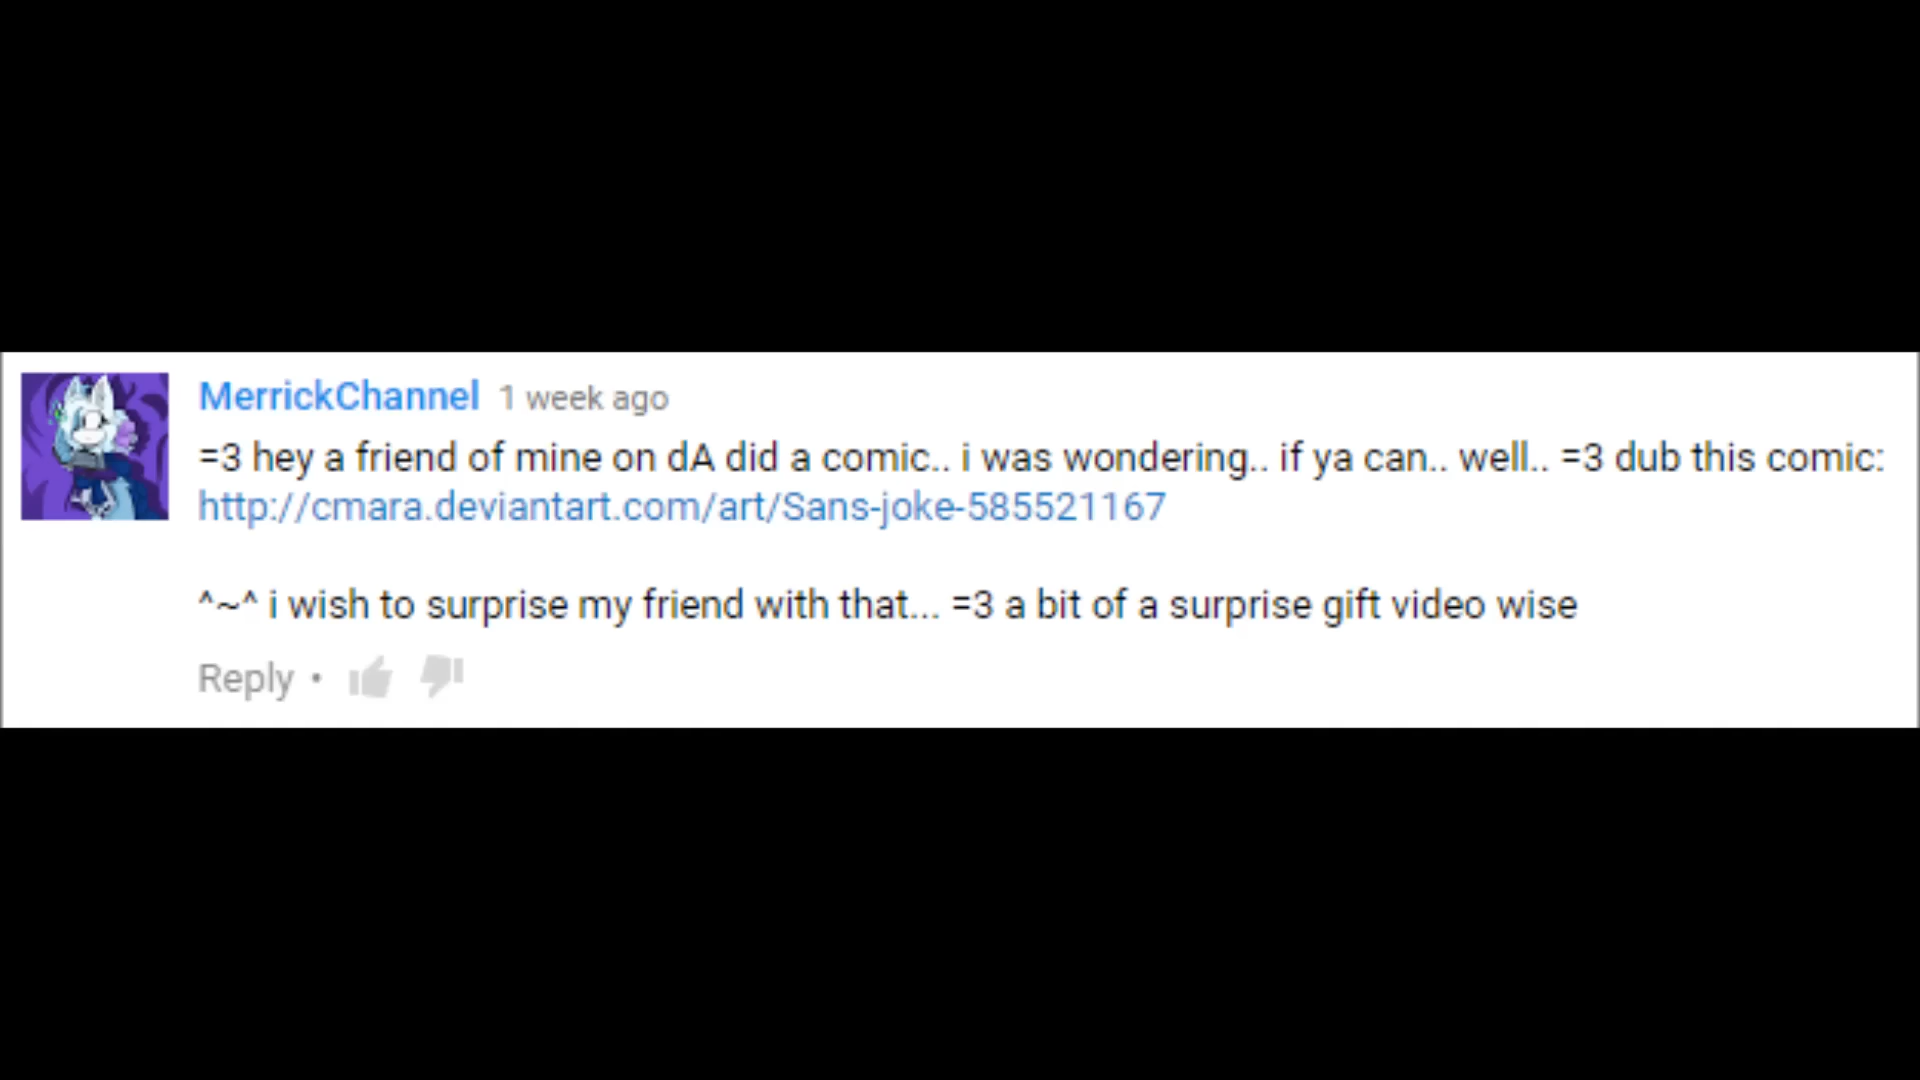 MerrickChannel 1 week ago
=3 hey a friend of mine on dA did a comic.. i was wondering.. if ya can.. well.. =3 dub this comic:
http://cmara.deviantart.com/art/Sans-joke-585521167
^~^ i wish to surprise my friend with that... =3 a bit of a surprise gift video wise
Reply •